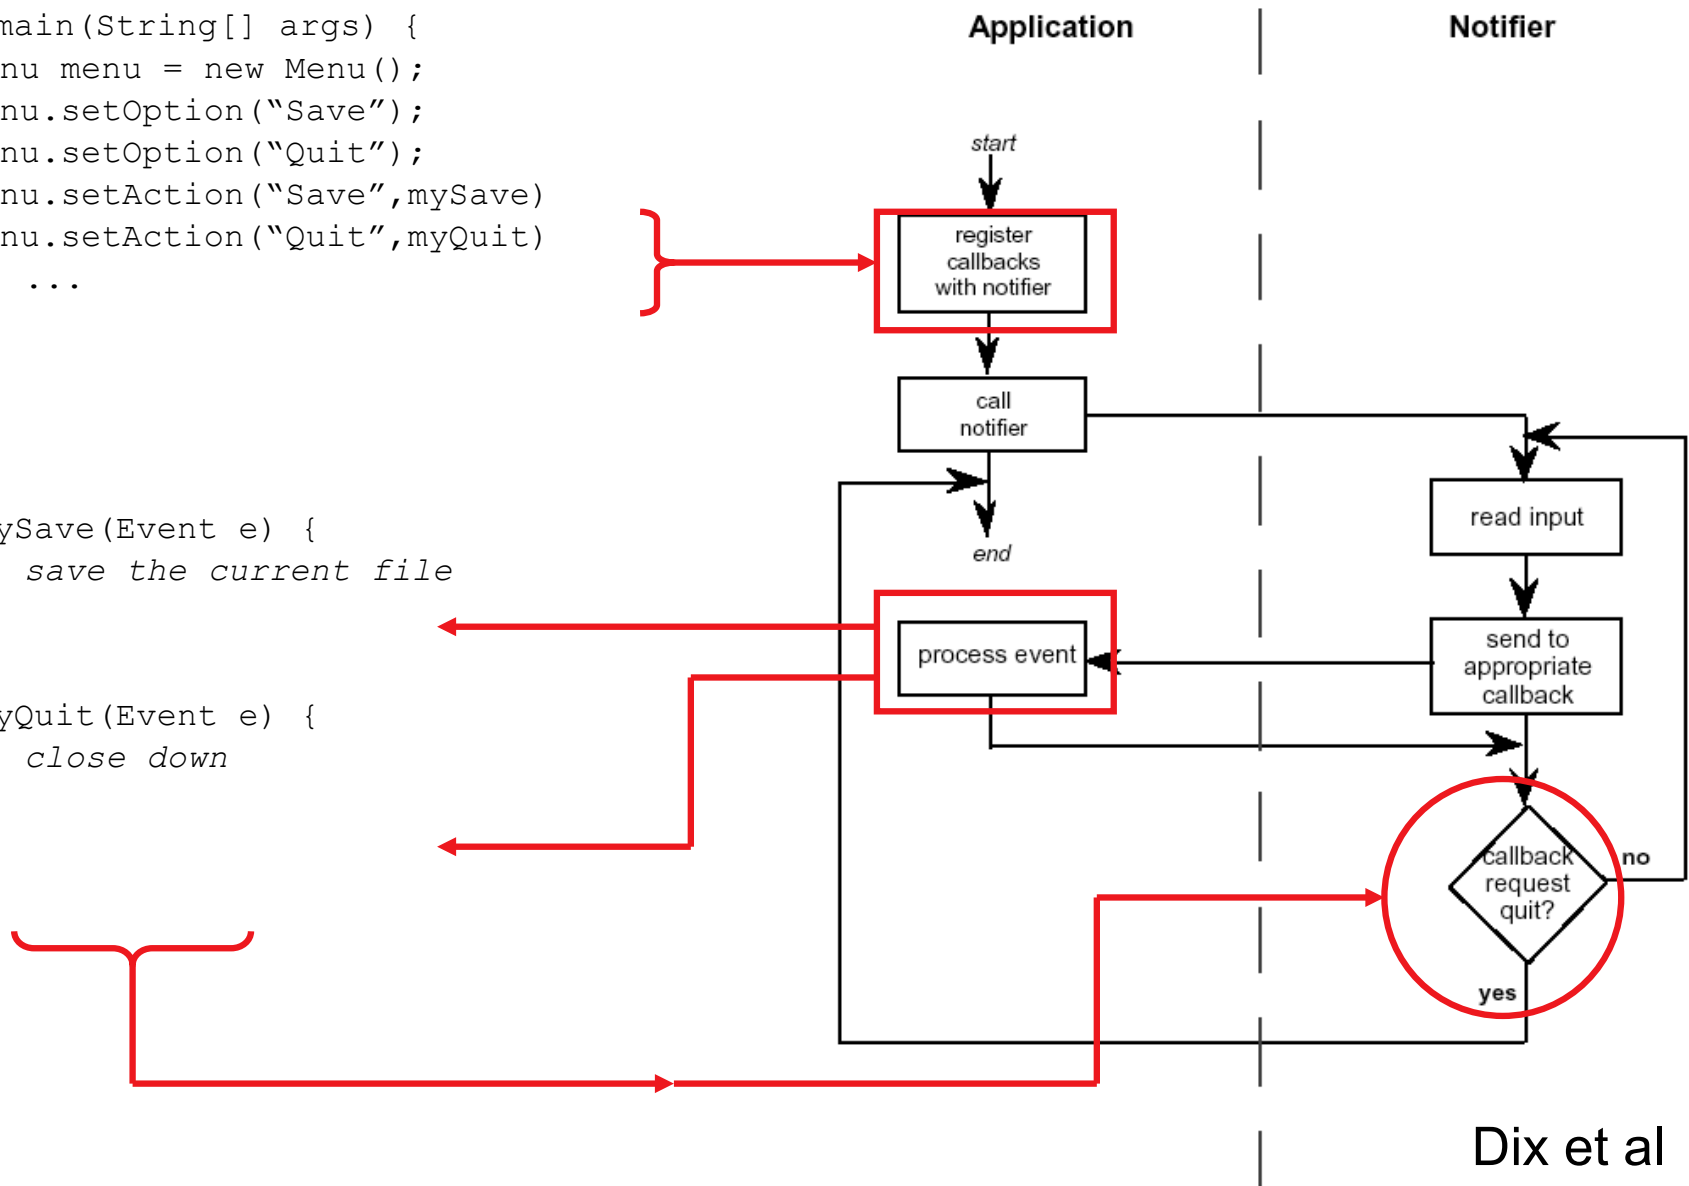 main(String[] args) {
nu menu = new Menu();
nu.setOption(“Save”);
nu.setOption(“Quit”);
nu.setAction(“Save”,mySave)
nu.setAction(“Quit”,myQuit)
...
ySave(Event e) {
save the current file
yQuit(Event e) {
close down
Application
Notifier
start
register
callbacks
with notifier
call
notifier
end
read input
process event
send to
appropriate
callback
callback
request
quit?
no
yes
Dix et al